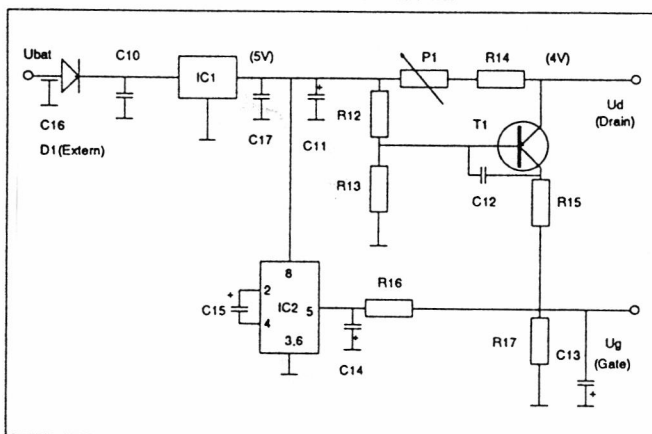 Ubat
C10
IC1
(5V)
P1
R14
(4V)
C16
D1(Extern)
C17
+
C11
R12
T1
Ud
(Drain)
R13
C12
R15
8
+
C15
2
IC2
5
4
3,6
R16
+
C14
R17
C13
+
Ug
(Gate)